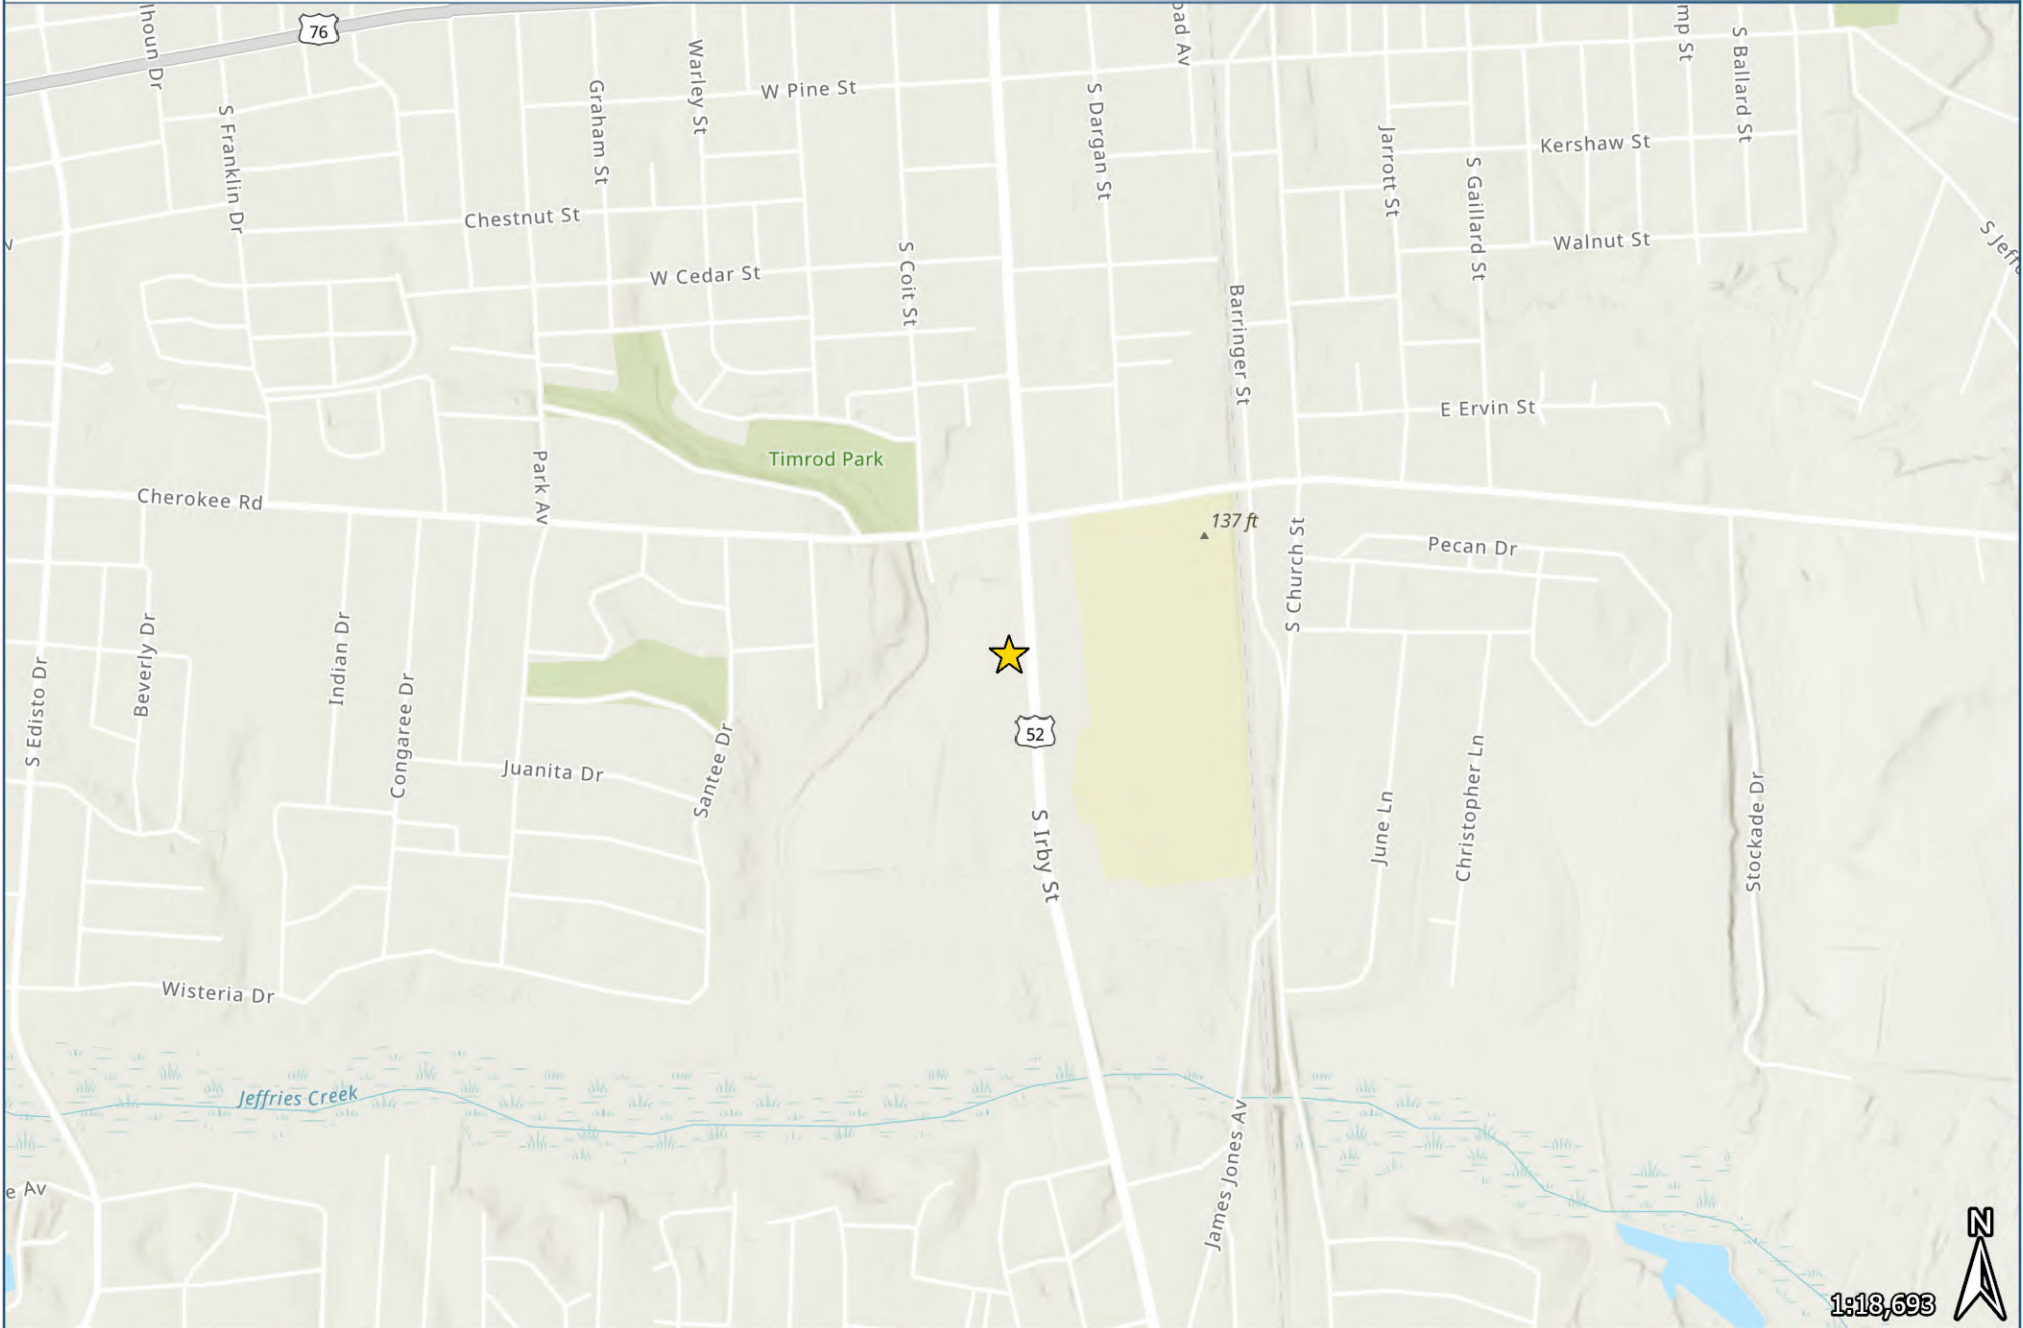 76
lhoun Dr
S Franklin Dr
Graham St
Warley St
W Pine St
S Dargan St
oad Av
Jarrott St
S Gaillard St
Kershaw St
mp St
S Ballard St
Walnut St
S Jeff
Chestnut St
W Cedar St
S Coit St
Barringer St
E Ervin St
Timrod Park
Cherokee Rd
Park Av
137 ft
S Church St
Pecan Dr
S Edisto Dr
Beverly Dr
Indian Dr
Congaree Dr
Juanita Dr
Santee Dr
52
S Irby St
June Ln
Christopher Ln
Stockade Dr
Wisteria Dr
Jeffries Creek
James Jones Av
e Av
N
1:18,693